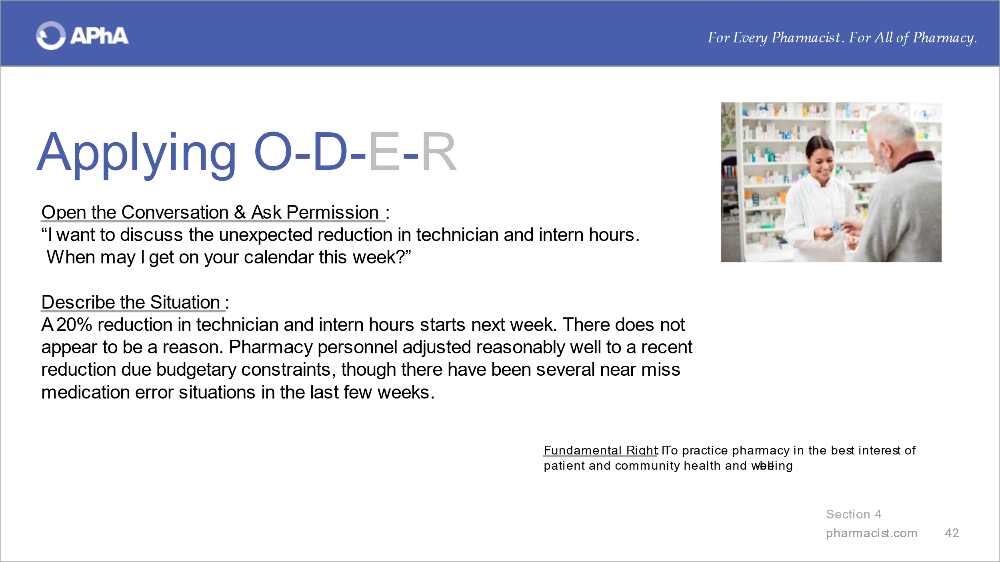 APhA
For Every Pharmacist. For All of Pharmacy.
Applying O-D-E-R
Open the Conversation & Ask Permission :
“I want to discuss the unexpected reduction in technician and intern hours.
When may I get on your calendar this week?”
Describe the Situation :
A 20% reduction in technician and intern hours starts next week. There does not
appear to be a reason. Pharmacy personnel adjusted reasonably well to a recent
reduction due budgetary constraints, though there have been several near miss
medication error situations in the last few weeks.
Fundamental Right: To practice pharmacy in the best interest of
patient and community health and well-being
Section 4
pharmacist.com 42